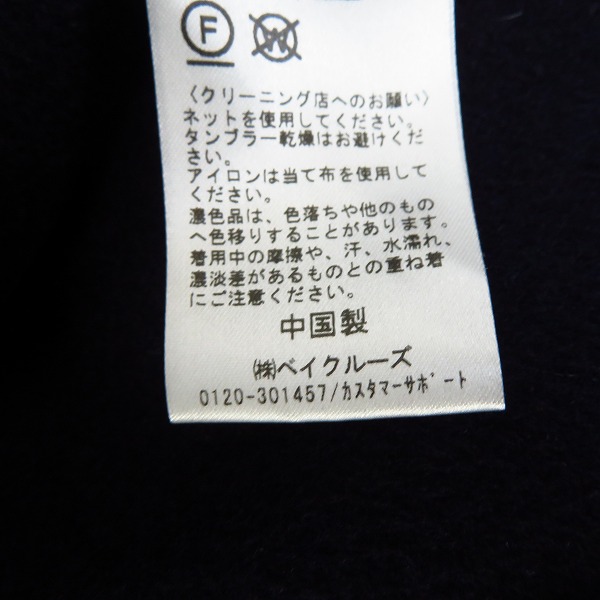 F W
〈クリーニング店へのお願い〉
ネットを使用してください。
タンブラー乾燥はお避けくだ
さい。
アイロンは当て布を使用して
ください。
濃色品は、色落ちや他のもの
へ色移りすることがあります。
着用中の摩擦や、汗、水濡れ、
濃淡差があるものとの重ね着
にご注意ください。
中国製
㈱ベイクルーズ
0120-301457/ｶｽﾀﾏｰｻﾎﾟｰﾄ